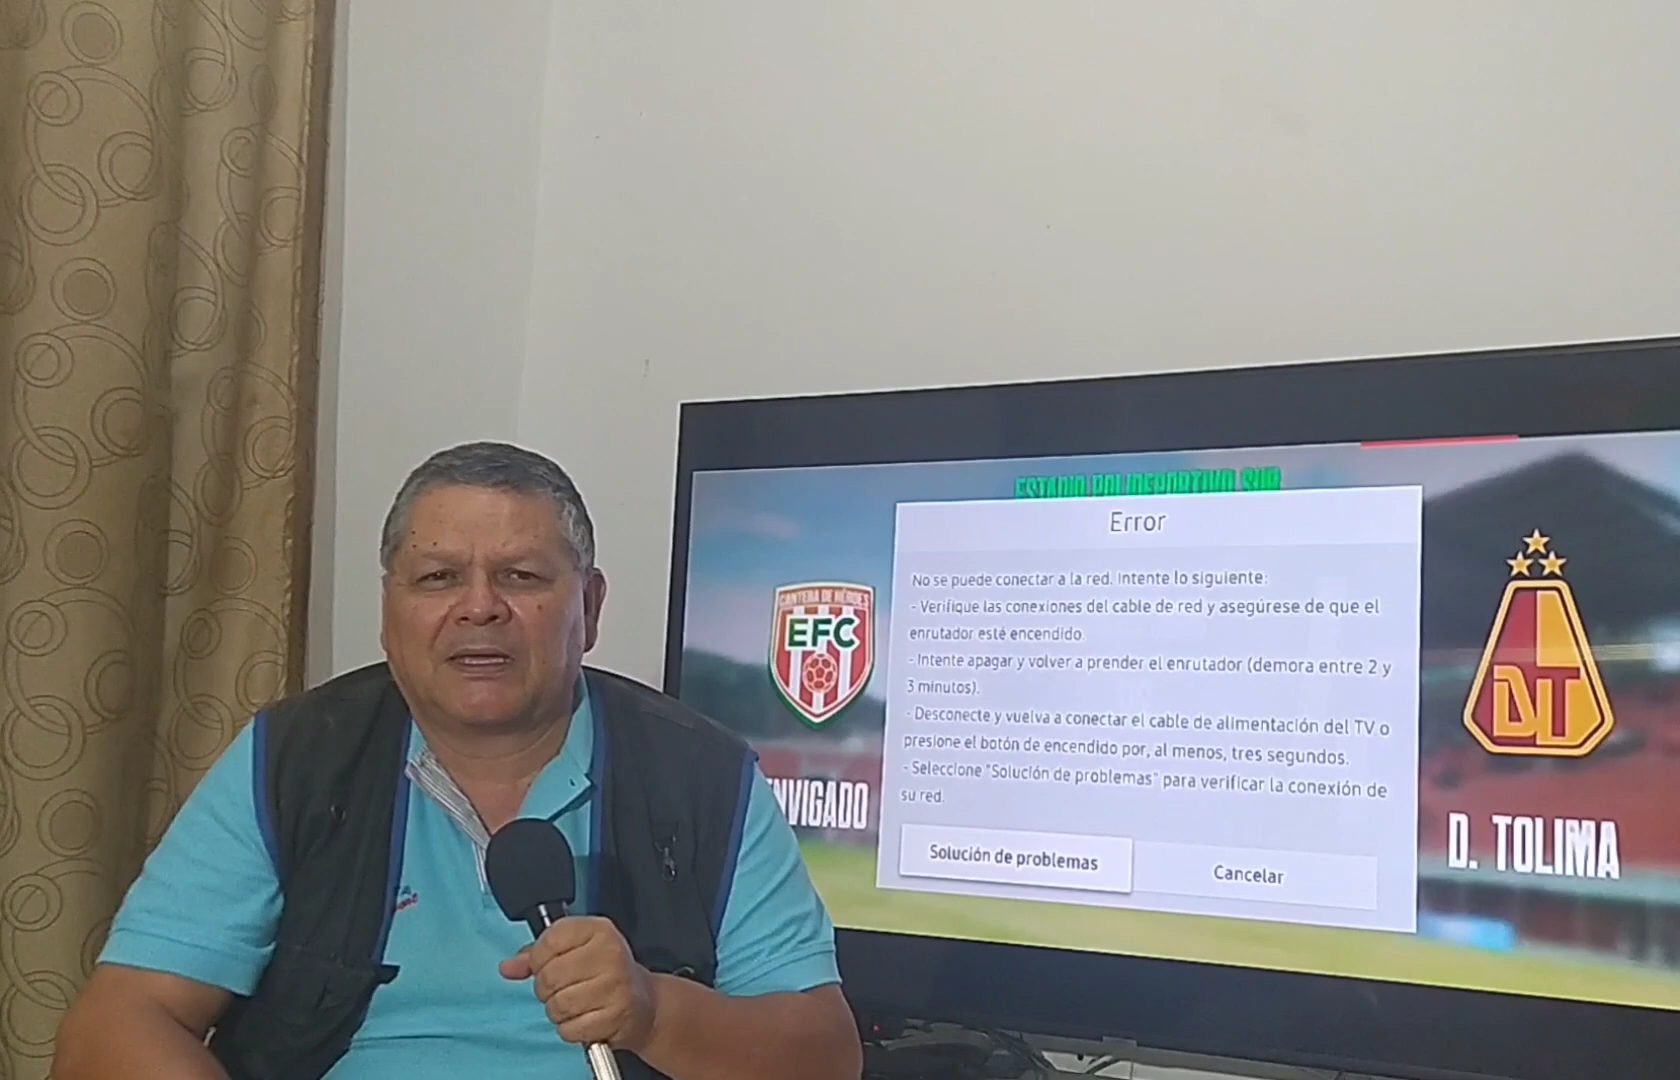 ESTADIO POLIDEPORTIVO SUR
Error
No se puede conectar a la red. Intente lo siguiente:
- Verifique las conexiones del cable de red y asegúrese de que el
enrutador esté encendido.
- Intente apagar y volver a prender el enrutador (demora entre 2 y
3 minutos).
- Desconecte y vuelva a conectar el cable de alimentación del TV o
presione el botón de encendido por, al menos, tres segundos.
- Seleccione "Solución de problemas" para verificar la conexión de
su red.
Solución de problemas
Cancelar
CANTERA DE HÉROES
EFC
NVIGADO
DT
D. TOLIMA